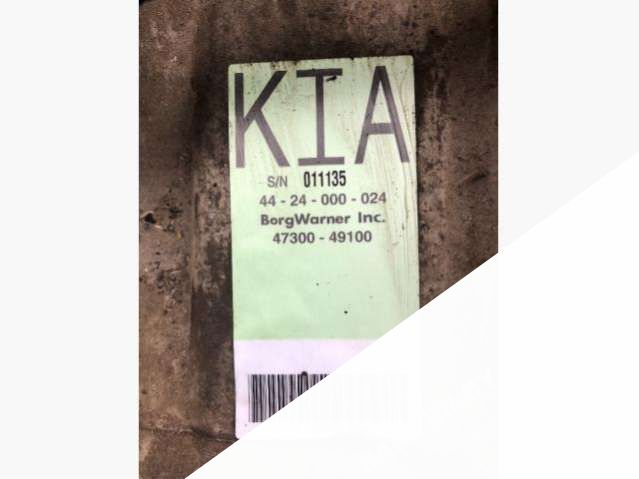 KIA
S/N 011135
44 - 24 - 000 - 024
BorgWarner Inc.
47300 - 49100